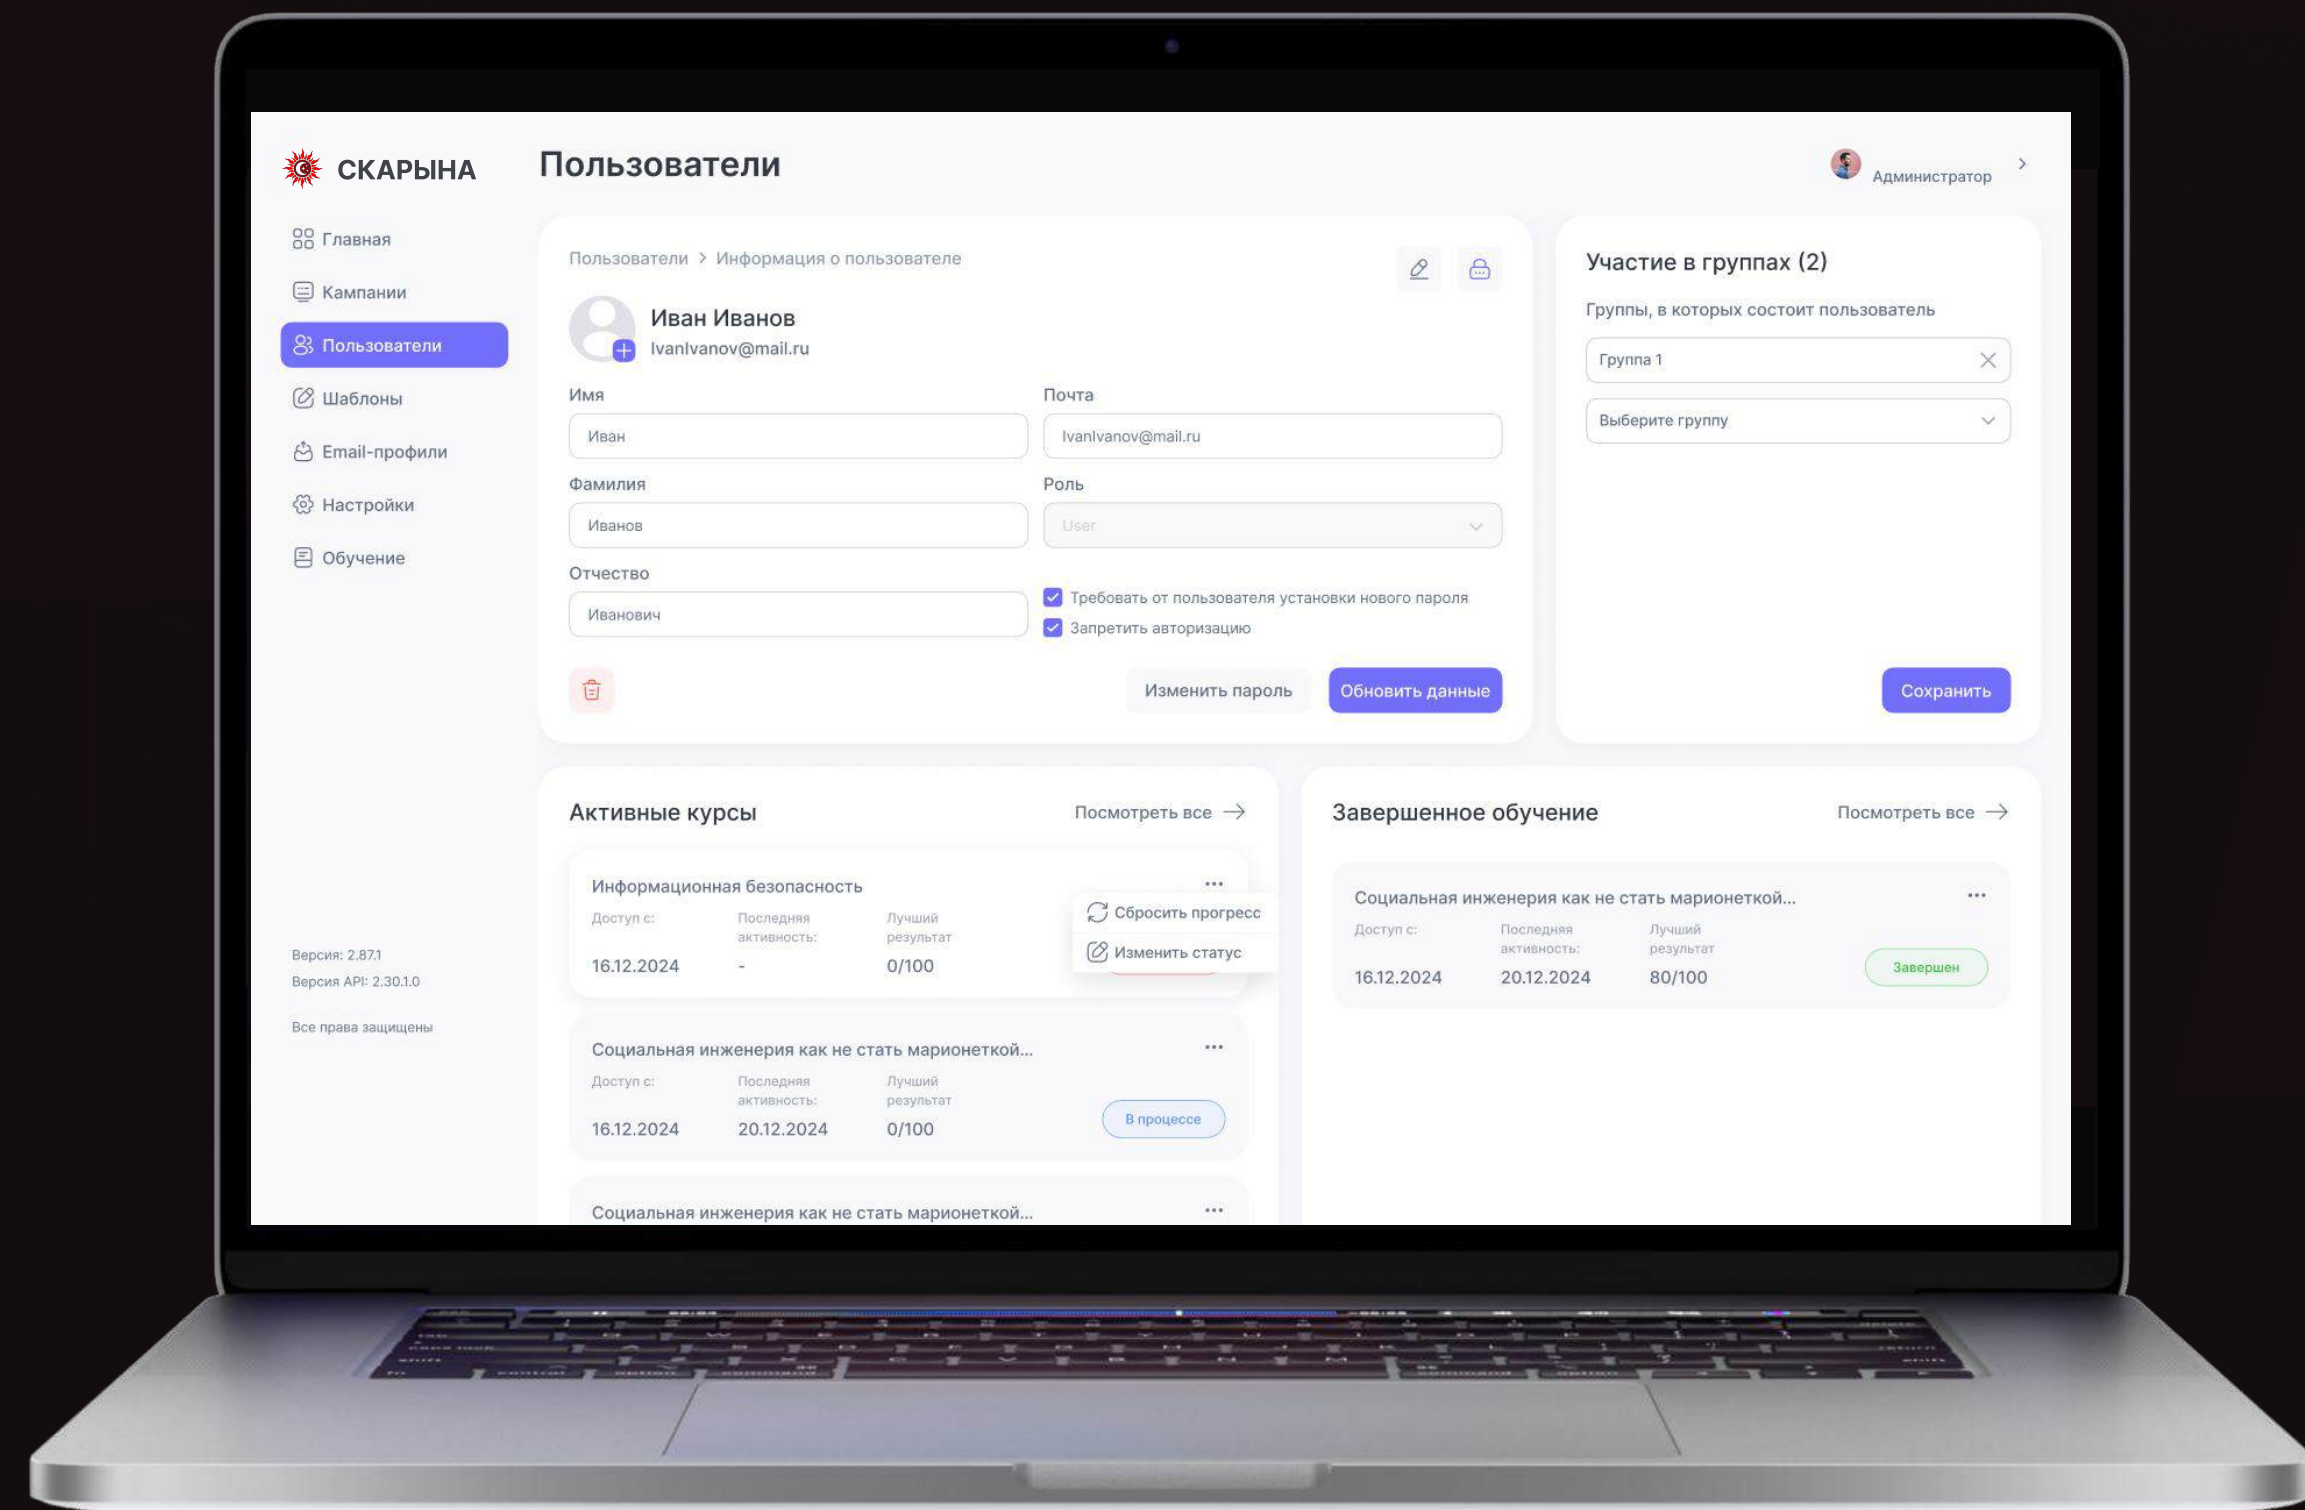 СКАРЫНА
Пользователи
Администратор
Главная
Кампании
Пользователи
Шаблоны
Email-профили
Настройки
Обучение
Версия: 2.87.1
Версия API: 2.30.1.0
Все права защищены
Пользователи > Информация о пользователе
Иван Иванов
IvanIvanov@mail.ru
Имя
Иван
Почта
IvanIvanov@mail.ru
Фамилия
Иванов
Роль
User
Отчество
Иванович
Требовать от пользователя установки нового пароля
Запретить авторизацию
Изменить пароль
Обновить данные
Участие в группах (2)
Группы, в которых состоит пользователь
Группа 1
Выберите группу
Сохранить
Активные курсы
Посмотреть все
Информационная безопасность
...
Доступ с:
Последняя
активность:
Лучший
результат
16.12.2024
-
0/100
Сбросить прогресс
Изменить статус
Социальная инженерия как не стать марионеткой...
...
Доступ с:
Последняя
активность:
Лучший
результат
16.12.2024
20.12.2024
0/100
В процессе
Социальная инженерия как не стать марионеткой...
...
Завершенное обучение
Посмотреть все
Социальная инженерия как не стать марионеткой...
...
Доступ с:
Последняя
активность:
Лучший
результат
16.12.2024
20.12.2024
80/100
Завершен